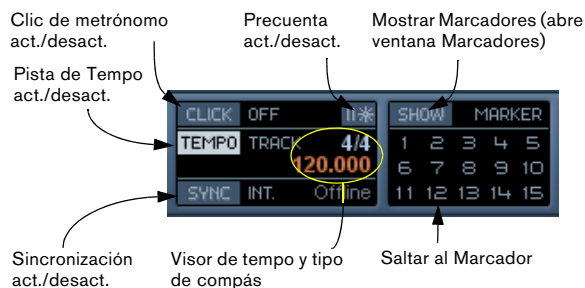 Clic de metrónomo
act./desact.
Precuenta
act./desact.
Mostrar Marcadores (abre
ventana Marcadores)
Pista de Tempo
act./desact.
CLICK OFF
SHOW MARKER
TEMPO TRACK 4/4
1 2 3 4 5
120.000
6 7 8 9 10
SYNC INT. Offline
11 12 13 14 15
Sincronización
act./desact.
Visor de tempo y tipo
de compás
Saltar al Marcador